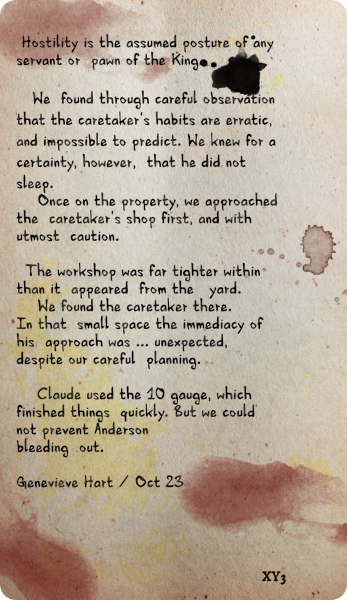 Hostility is the assumed posture of any
servant or pawn of the King.
We found through careful observation
that the caretaker's habits are erratic,
and impossible to predict. We knew for a
certainty, however, that he did not
sleep.
Once on the property, we approached
the caretaker's shop first, and with
utmost caution.
The workshop was far tighter within
than it appeared from the yard.
We found the caretaker there.
In that small space the immediacy of
his approach was ... unexpected,
despite our careful planning.
Claude used the 10 gauge, which
finished things quickly. But we could
not prevent Anderson
bleeding out.
Genevieve Hart / Oct 23
XY3